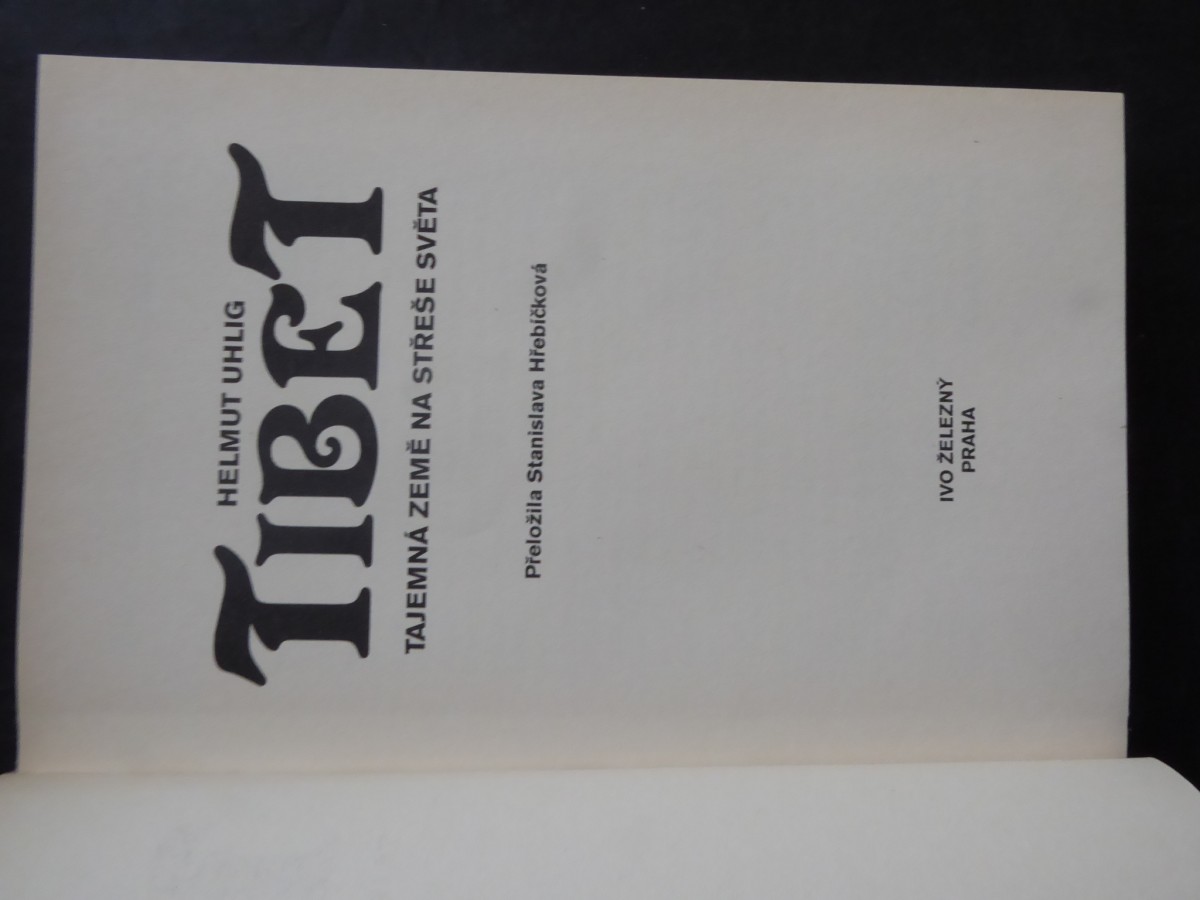 HELMUT UHLIG
TIBET
TAJEMNÁ ZEMĚ NA STŘEŠE SVĚTA
Přeložila Stanislava Hřebíčková
IVO ŽELEZNÝ
PRAHA